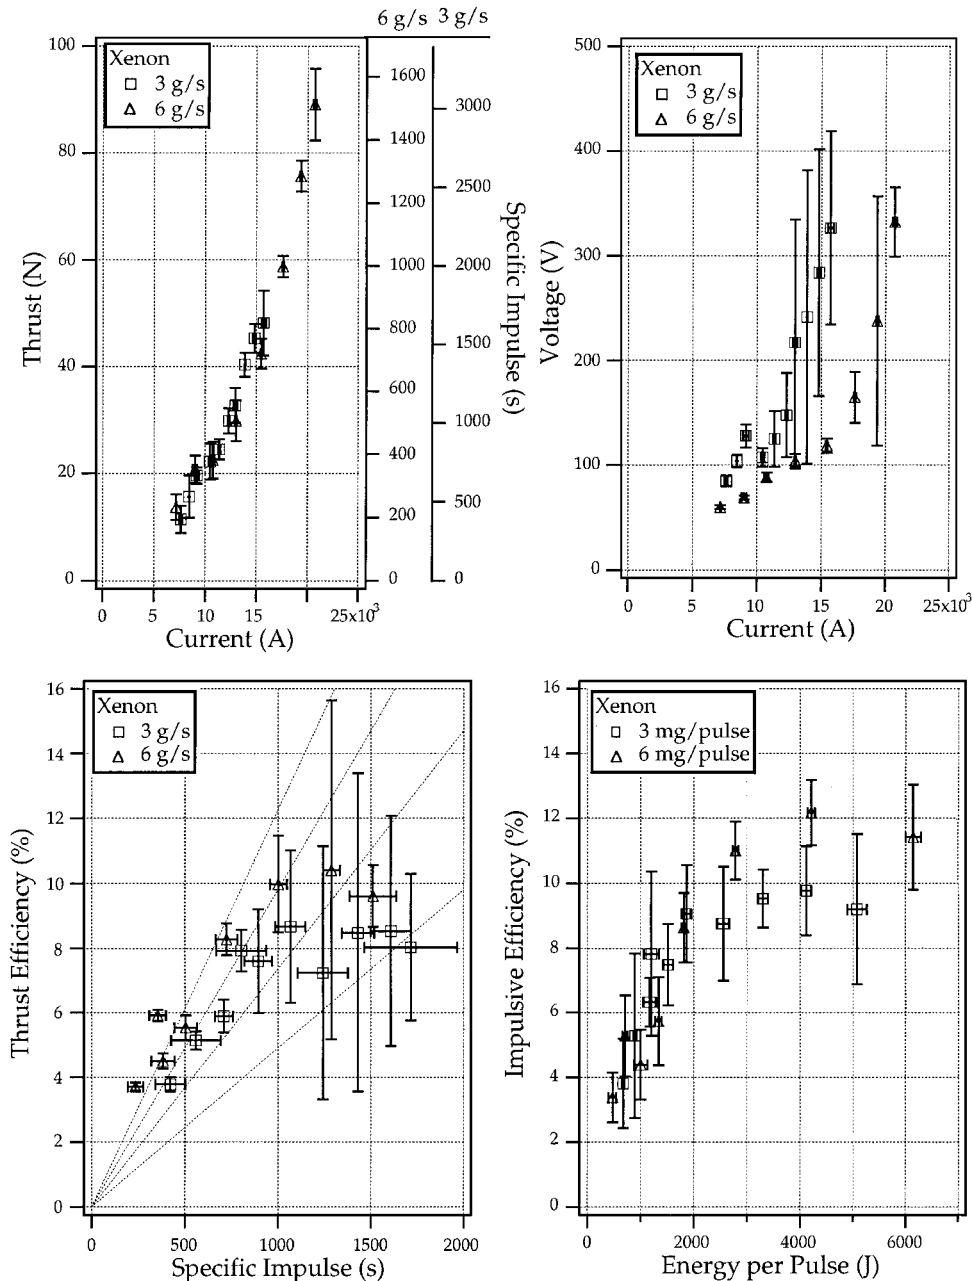 6 g/s 3 g/s
100
80
60
40
20
0
Thrust (N)
Xenon
3 g/s
6 g/s
0
5
10
15
25x10³
Current (A)
1600
1400
1200
1000
800
600
400
200
0
3000
2500
2000
1500
1000
500
0
Specific Impulse (s)
500
400
300
200
100
0
Voltage (V)
Xenon
3 g/s
6 g/s
0
5
10
15
20
25x10³
Current (A)
16
14
12
10
8
6
4
2
0
Thrust Efficiency (%)
Xenon
3 g/s
6 g/s
0
500
1000
1500
2000
Specific Impulse (s)
16
14
12
10
8
6
4
2
0
Impulsive Efficiency (%)
Xenon
3 mg/pulse
6 mg/pulse
0
2000
4000
6000
Energy per Pulse (J)